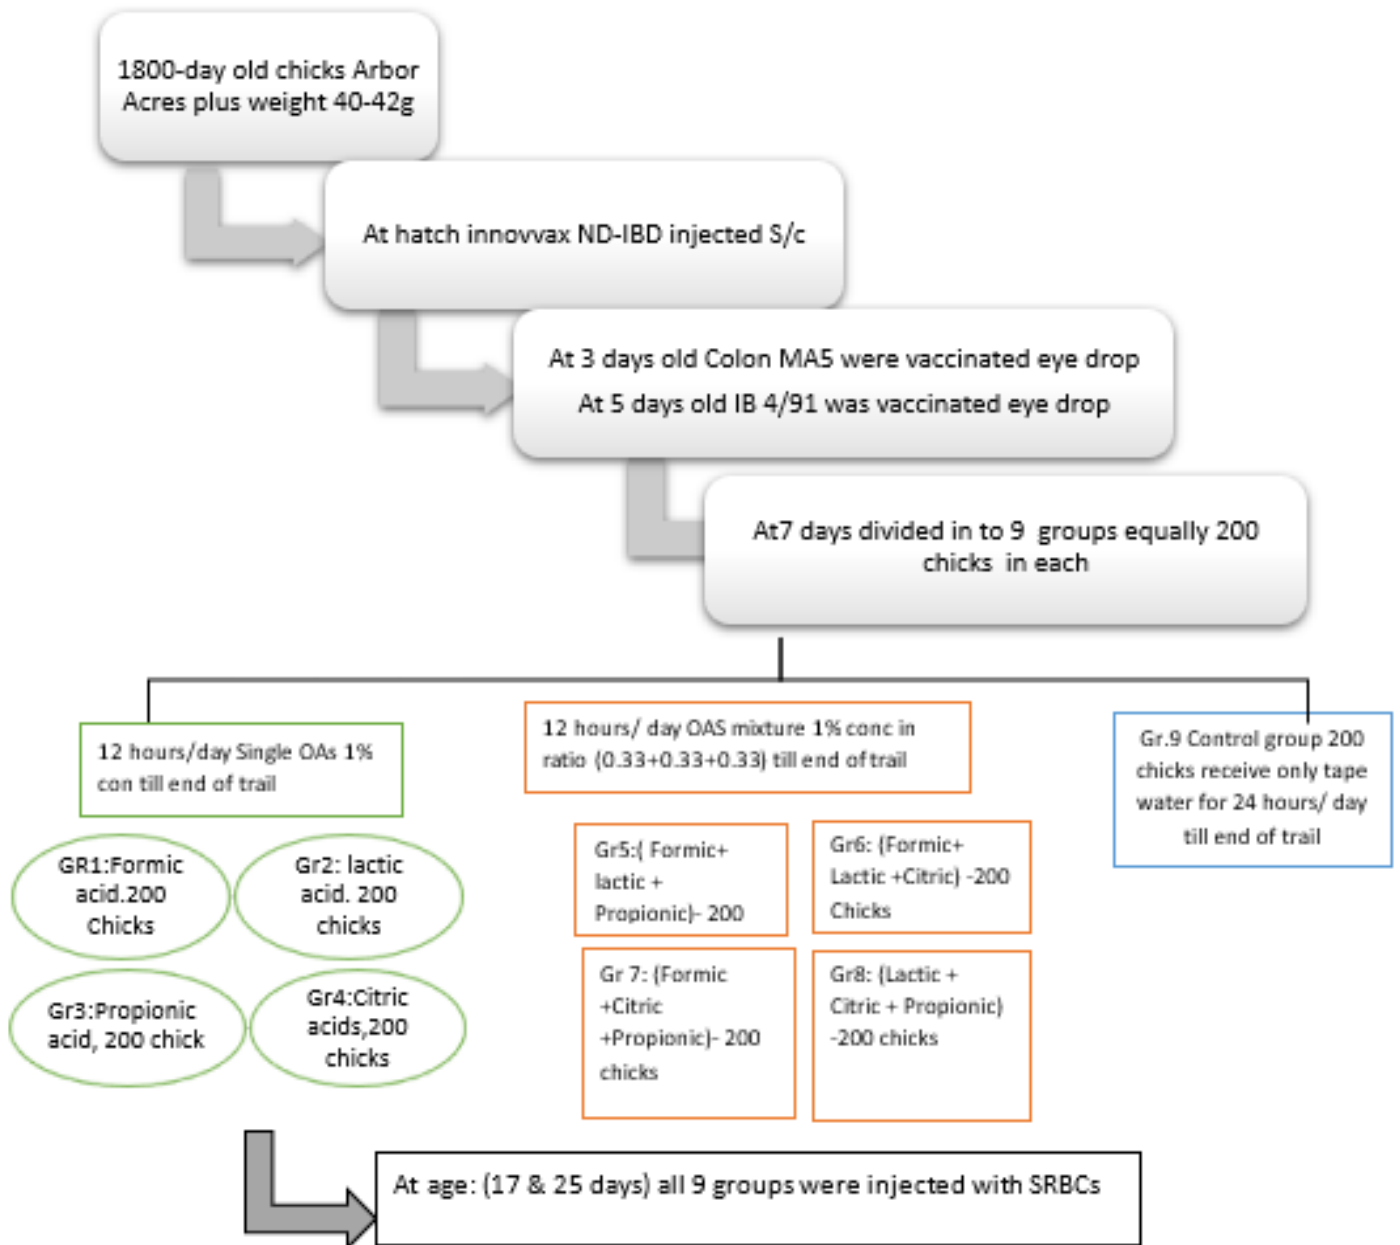 1800-day old chicks Arbor
Acres plus weight 40-42g
At hatch innovvax ND-IBD injected S/c
At 3 days old Colon MA5 were vaccinated eye drop
At 5 days old IB 4/91 was vaccinated eye drop
At7 days divided in to 9 groups equally 200
chicks in each
12 hours/day Single OAs 1%
con till end of trail
12 hours/ day OAS mixture 1% conc in
ratio (0.33+0.33+0.33) till end of trail
Gr.9 Control group 200
chicks receive only tape
water for 24 hours/ day
till end of trail
GR1:Formic
acid.200
Chicks
Gr2: lactic
acid. 200
chicks
Gr3:Propionic
acid, 200 chick
Gr4:Citric
acids,200
chicks
Gr5:( Formic+
lactic +
Propionic)- 200
Gr6: (Formic+
Lactic +Citric) -200
Chicks
Gr 7: (Formic
+Citric
+Propionic)- 200
chicks
Gr8: (Lactic +
Citric + Propionic)
-200 chicks
At age: (17 & 25 days) all 9 groups were injected with SRBCs